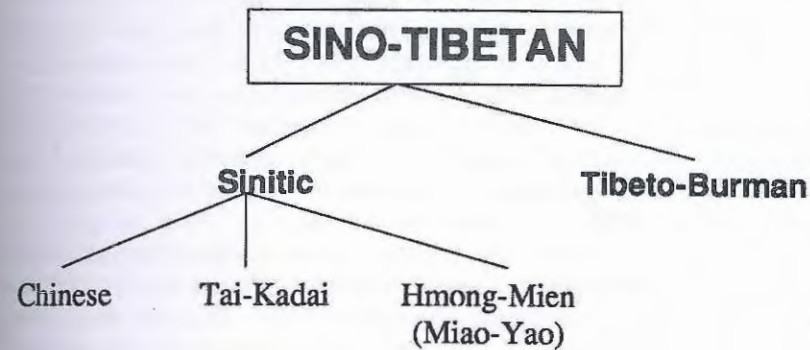 SINO-TIBETAN
Sinitic Tibeto-Burman
Chinese Tai-Kadai Hmong-Mien
(Miao-Yao)